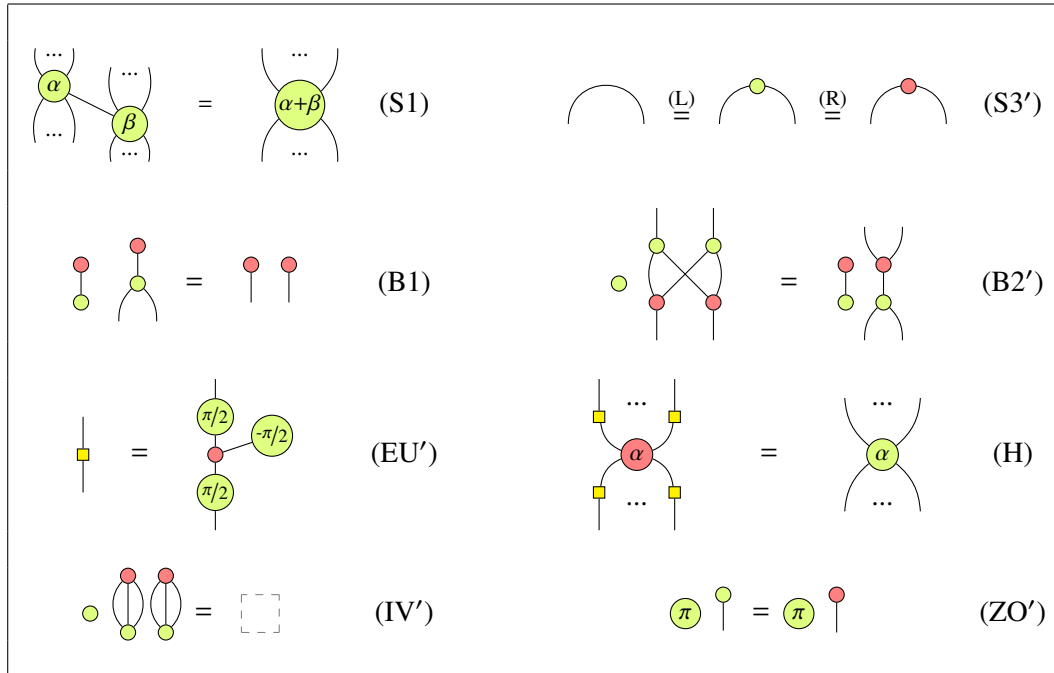 ... ... ... ...
α β = α+β (S1)
... ... ...
(L) = (R) = (S3')
= (B1)
= (B2')
= π/2 -π/2 π/2 (EU')
... α ... = ... α ... (H)
= (IV')
π = π (ZO')